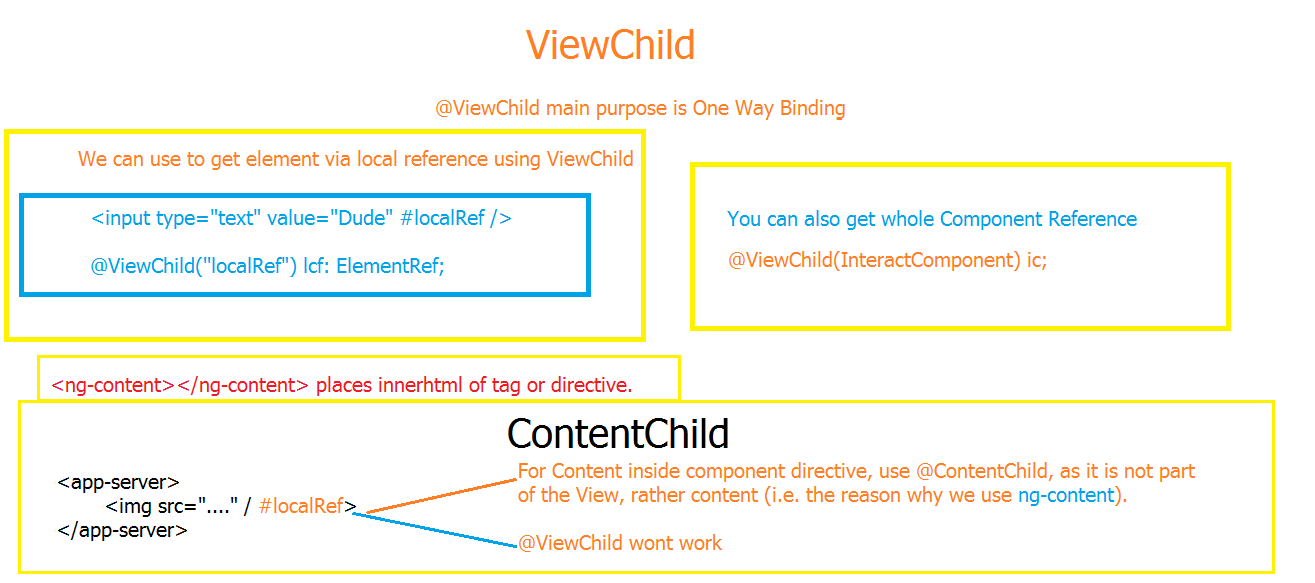 ViewChild
@ViewChild main purpose is One Way Binding
We can use to get element via local reference using ViewChild
<input type="text" value="Dude" #localRef />
@ViewChild("localRef") lcf: ElementRef;
You can also get whole Component Reference
@ViewChild(InteractComponent) ic;
<ng-content></ng-content> places innerhtml of tag or directive.
ContentChild
<app-server>
<img src="...." / #localRef>
</app-server>
For Content inside component directive, use @ContentChild, as it is not part
of the View, rather content (i.e. the reason why we use ng-content).
@ViewChild wont work